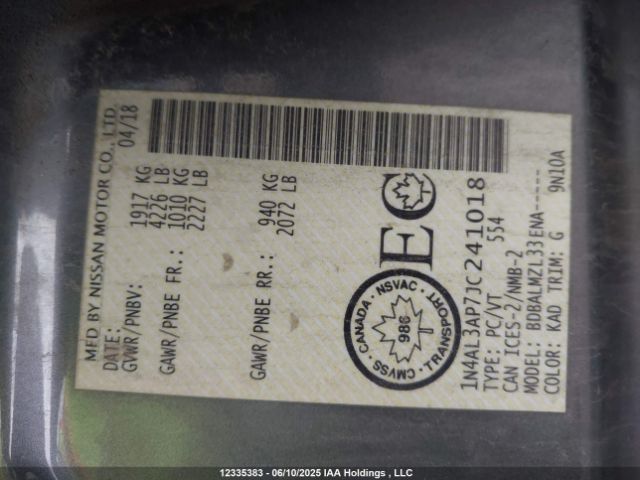 MFD BY NISSAN MOTOR CO., LTD.
DATE: 04/18
GVWR/PNBV: 1917 KG
4226 LB
GAWR/PNBE FR.: 1010 KG
2227 LB
GAWR/PNBE RR.: 940 KG
2072 LB
CANADA · NSVAC · TRANSPORT · CMVSS
986
EC
1N4AL3AP7JC241018
TYPE: PC/VT 554
CAN ICES-2/NMB-2
MODEL: BDBALMZL33ENA-----
COLOR: KAD TRIM: G 9N10A
12335383 - 06/10/2025 IAA Holdings , LLC